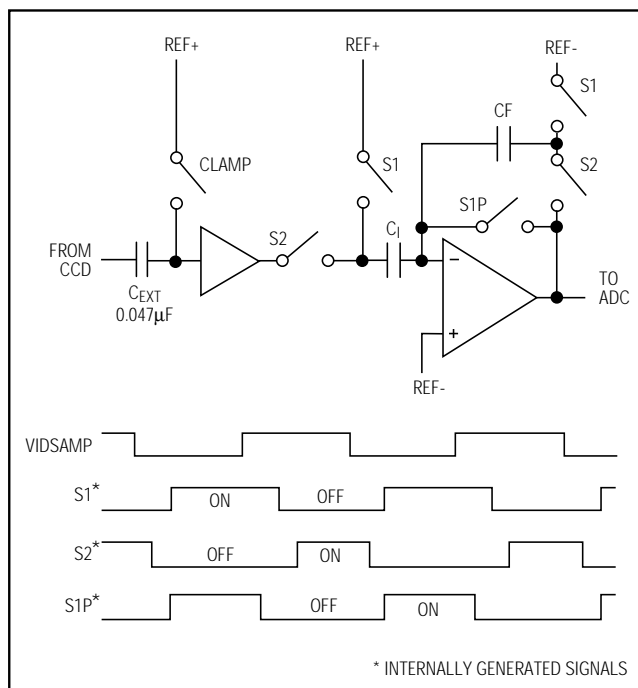 REF+
REF+
REF-
S1
CLAMP
S1
CF
S2
S1P
S2
CI
FROM
CCD
CEXT
0.047μF
−
+
REF-
TO
ADC
VIDSAMP
S1*
ON
OFF
S2*
OFF
ON
S1P*
OFF
ON
* INTERNALLY GENERATED SIGNALS